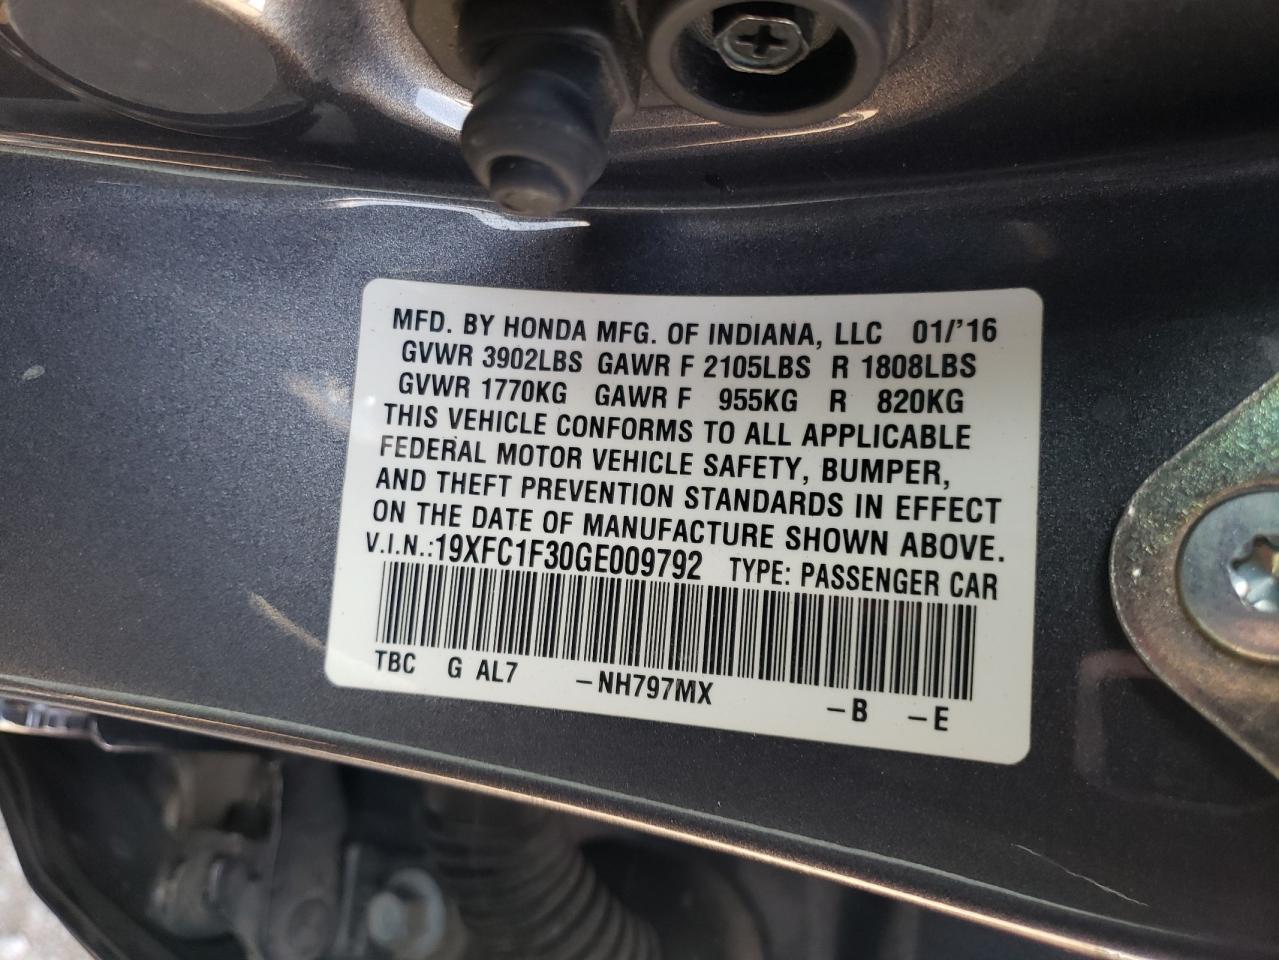 MFD. BY HONDA MFG. OF INDIANA, LLC 01/'16
GVWR 3902LBS GAWR F 2105LBS R 1808LBS
GVWR 1770KG GAWR F 955KG R 820KG
THIS VEHICLE CONFORMS TO ALL APPLICABLE
FEDERAL MOTOR VEHICLE SAFETY, BUMPER,
AND THEFT PREVENTION STANDARDS IN EFFECT
ON THE DATE OF MANUFACTURE SHOWN ABOVE.
V.I.N.:19XFC1F30GE009792 TYPE: PASSENGER CAR
TBC G AL7 -NH797MX -B -E